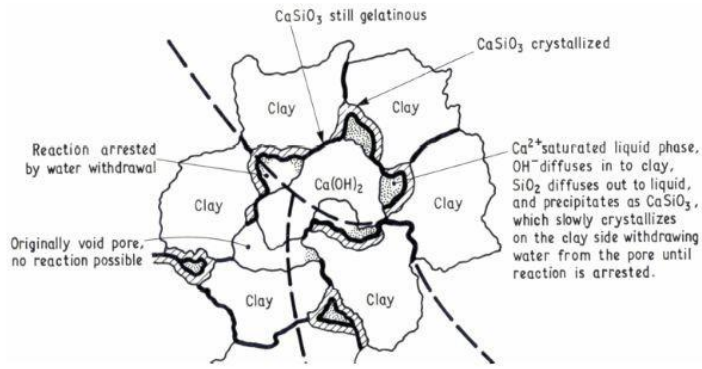 CaSiO3 still gelatinous
CaSiO3 crystallized
Clay
Clay
Reaction arrested
by water withdrawal
Ca(OH)2
Ca2+ saturated liquid phase,
OH− diffuses in to clay,
SiO2 diffuses out to liquid,
and precipitates as CaSiO3,
which slowly crystallizes
on the clay side withdrawing
water from the pore until
reaction is arrested.
Clay
Clay
Originally void pore,
no reaction possible
Clay
Clay